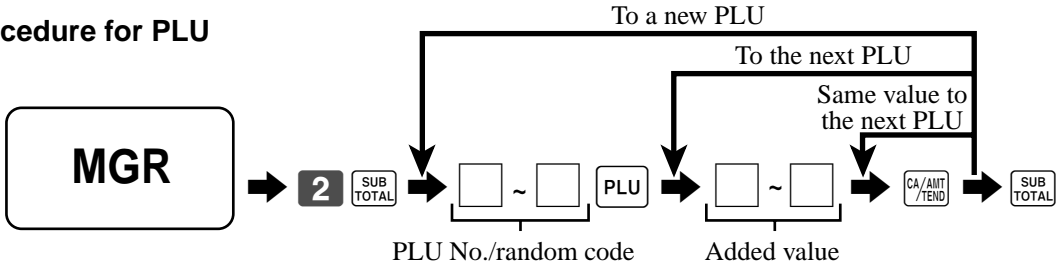 To a new PLU
cedure for PLU
To the next PLU
Same value to
the next PLU
MGR
2 SUB TOTAL ~ PLU ~ CA/AMT /TEND SUB TOTAL
PLU No./random code Added value